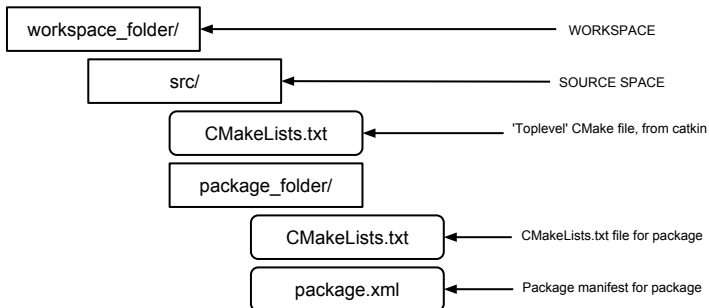 workspace_folder/
WORKSPACE
src/
SOURCE SPACE
CMakeLists.txt
'Toplevel' CMake file, from catkin
package_folder/
CMakeLists.txt
CMakeLists.txt file for package
package.xml
Package manifest for package